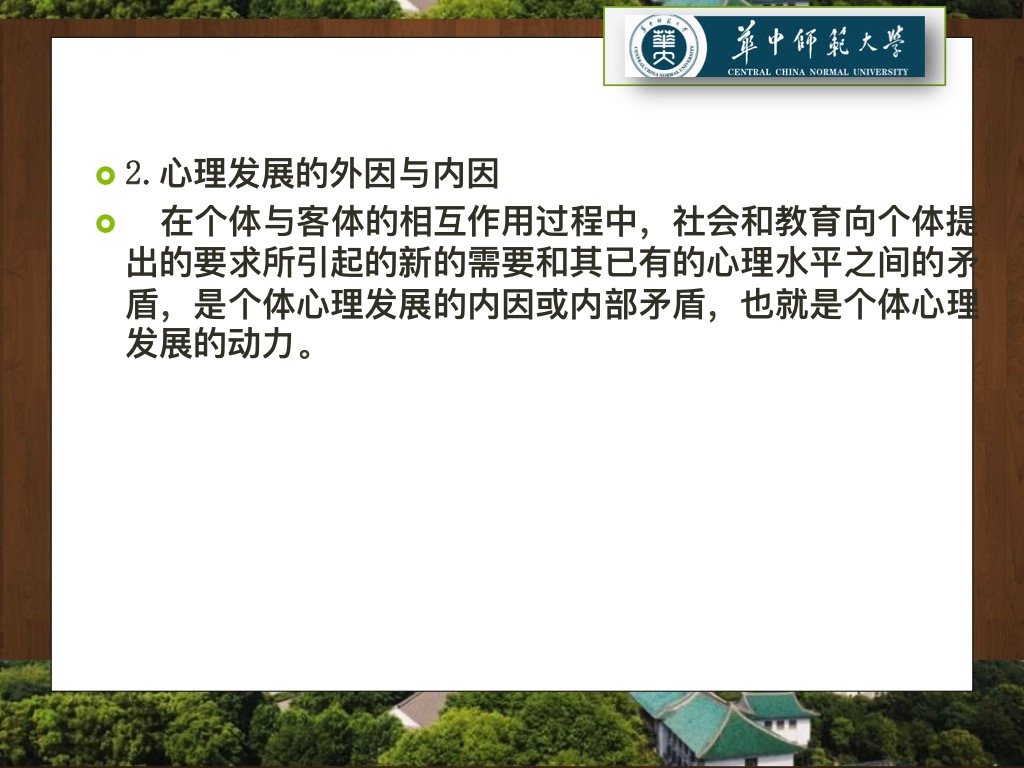 華中師範大學
CENTRAL CHINA NORMAL UNIVERSITY
2.心理发展的外因与内因
在个体与客体的相互作用过程中，社会和教育向个体提
出的要求所引起的新的需要和其已有的心理水平之间的矛
盾，是个体心理发展的内因或内部矛盾，也就是个体心理
发展的动力。